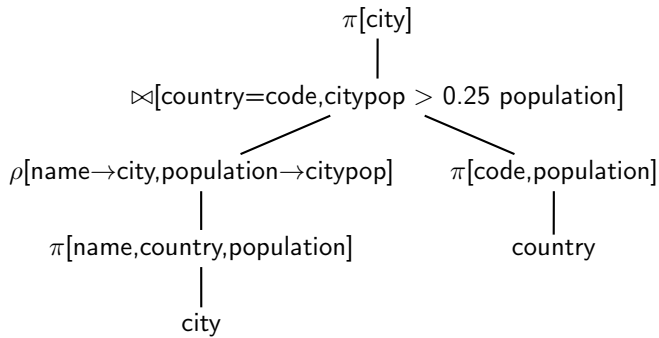 π[city]
⋈[country=code,citypop > 0.25 population]
ρ[name→city,population→citypop]
π[code,population]
π[name,country,population]
country
city